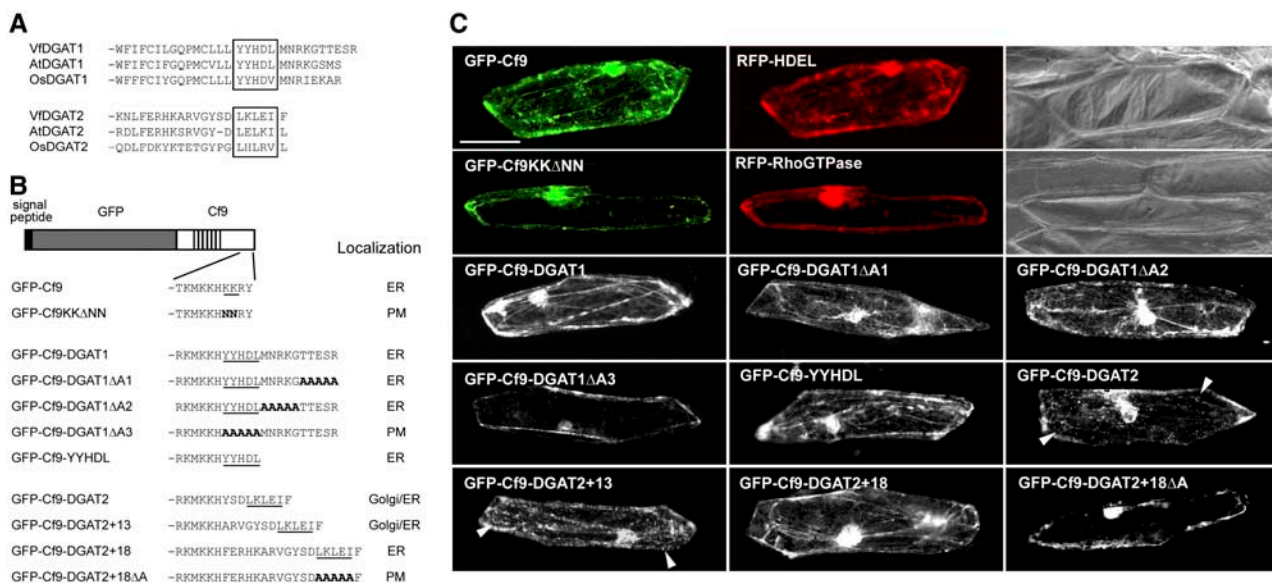 A
VfDGAT1 -WFIFCILGQPMCLLLYYHDLMNRKGTTESR
AtDGAT1 -WFIFSIFGQPMCVLLYYHDLMNRKGSMS
OsDGAT1 -WFFFCIYGQPMCLLLYYHDVMNRIEKAR
VfDGAT2 -KNLFERHKARVGYSDLKLEIF
AtDGAT2 -RDLFERHKSRVGY-DLELKIL
OsDGAT2 -QDLFDKYKTETGYPGLHLRVL
B
signal peptide GFP Cf9
Localization
GFP-Cf9 -TKMKKHKKRY ER
GFP-Cf9KKΔNN -TKMKKHNNRY PM
GFP-Cf9-DGAT1 -RKMKKHYYHDLMNRKGTTESR ER
GFP-Cf9-DGAT1ΔA1 -RKMKKHYYHDLMNRKGAAAAA ER
GFP-Cf9-DGAT1ΔA2 RKMKKHYYHDLAAAAATTESR ER
GFP-Cf9-DGAT1ΔA3 -RKMKKHAAAAAMNRKGTTESR PM
GFP-Cf9-YYHDL -RKMKKHYYHDL ER
GFP-Cf9-DGAT2 -RKMKKHYSDLKLEIF Golgi/ER
GFP-Cf9-DGAT2+13 -RKMKKHARVGYSDLKLEIF Golgi/ER
GFP-Cf9-DGAT2+18 -RKMKKHFERHKARVGYSDLKLEIF ER
GFP-Cf9-DGAT2+18ΔA -RKMKKHFERHKARVGYSDAAAAAF PM
C
GFP-Cf9 RFP-HDEL
GFP-Cf9KKΔNN RFP-RhoGTPase
GFP-Cf9-DGAT1 GFP-Cf9-DGAT1ΔA1 GFP-Cf9-DGAT1ΔA2
GFP-Cf9-DGAT1ΔA3 GFP-Cf9-YYHDL GFP-Cf9-DGAT2
GFP-Cf9-DGAT2+13 GFP-Cf9-DGAT2+18 GFP-Cf9-DGAT2+18ΔA